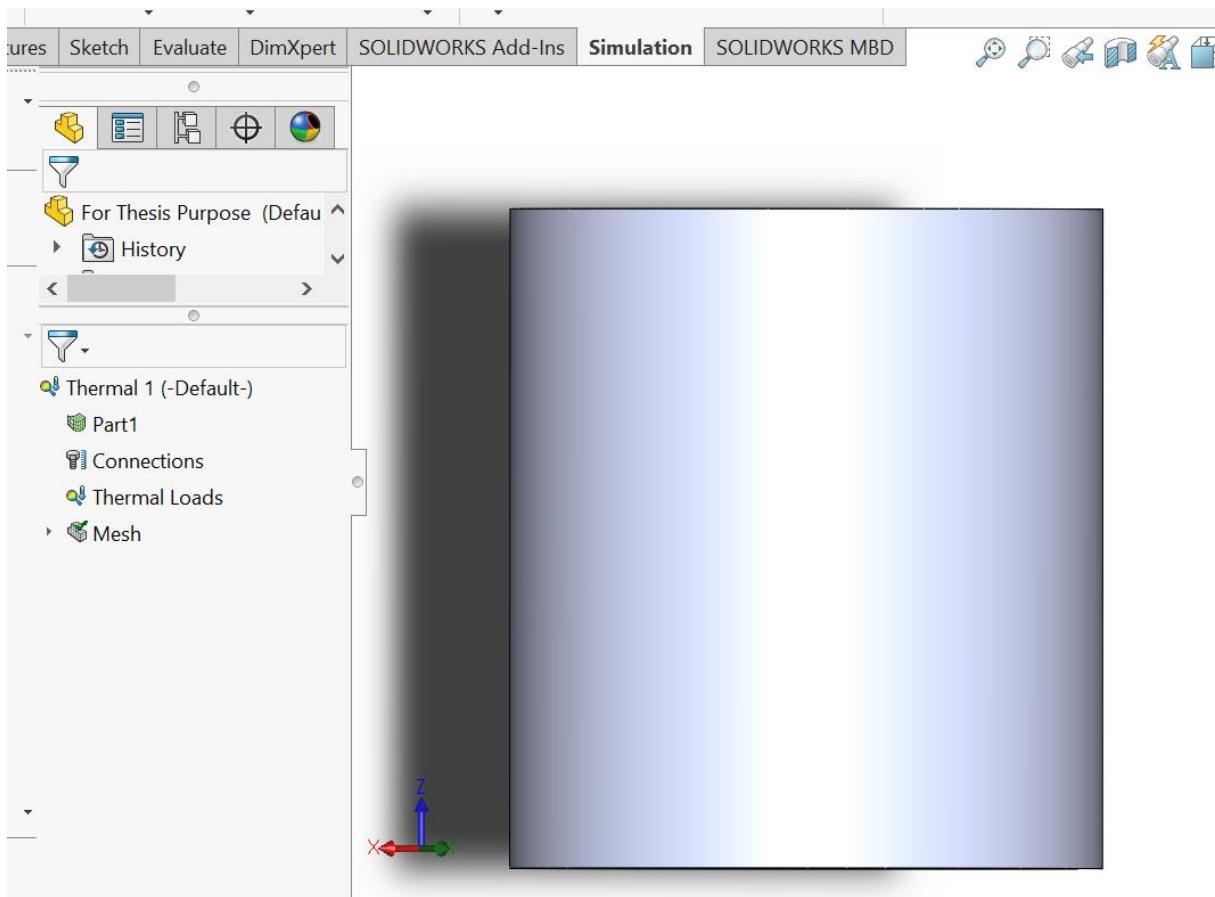 tures Sketch Evaluate DimXpert SOLIDWORKS Add-Ins Simulation SOLIDWORKS MBD
For Thesis Purpose (Defau
History
Thermal 1 (-Default-)
Part1
Connections
Thermal Loads
Mesh
Z
X